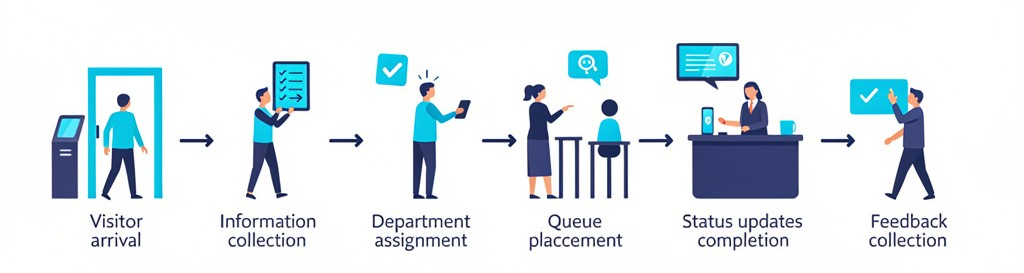 Visitor
arrival
Information
collection
Department
assignment
Queue
placcement
Status updates
completion
Feedback
collection